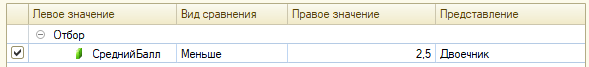 Левое значение Вид сравнения Правое значение Представление
Отбор
СреднийБалл Меньше 2,5 Двоечник